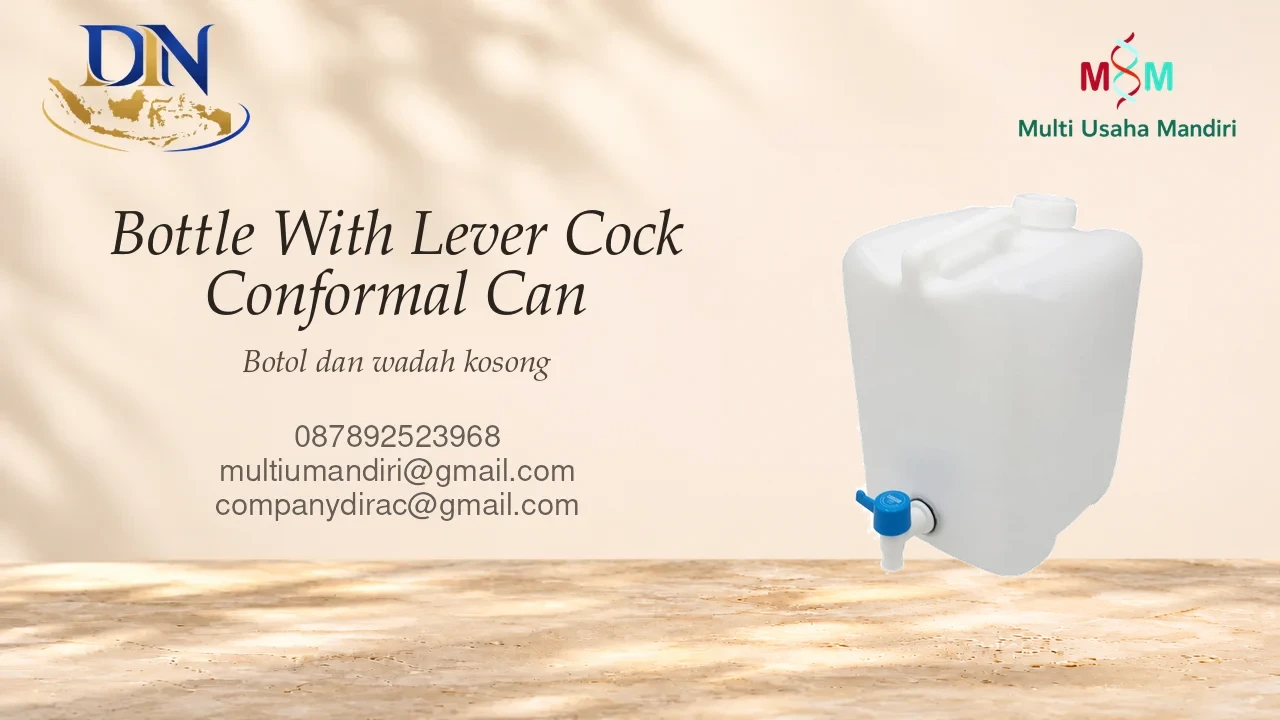 DN
M M
Multi Usaha Mandiri
Bottle With Lever Cock
Conformal Can
Botol dan wadah kosong
087892523968
multiumandiri@gmail.com
companydirac@gmail.com